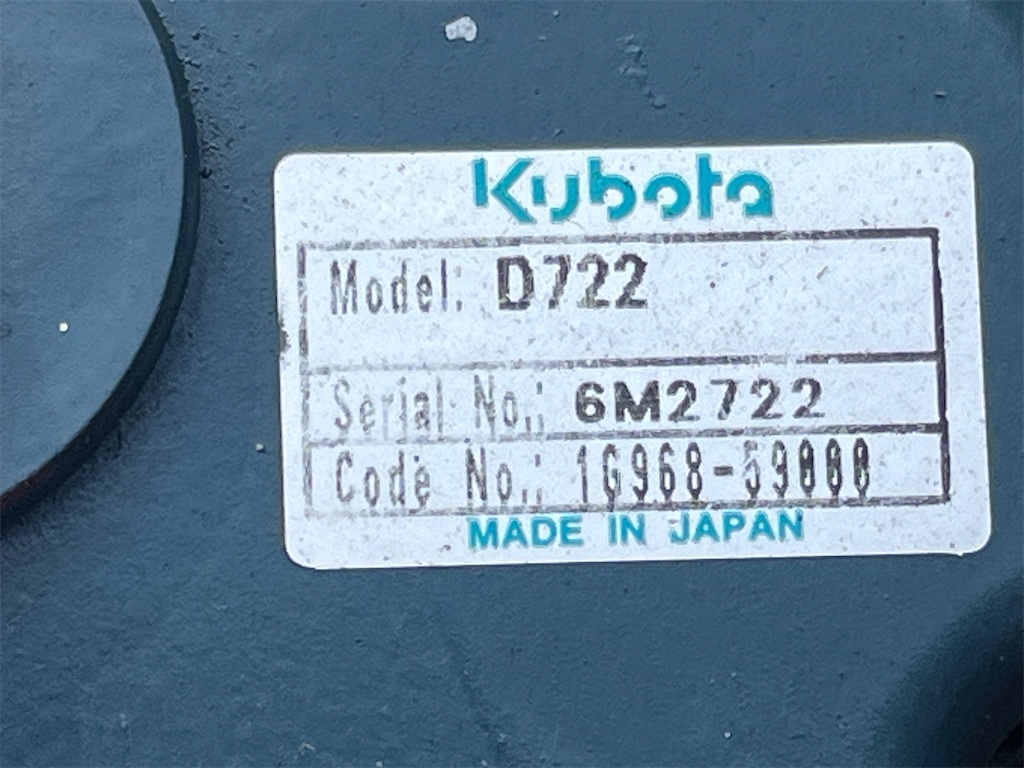 Kubota
Model: D722
Serial No.: 6M2722
Code No.: 1G968-59000
MADE IN JAPAN